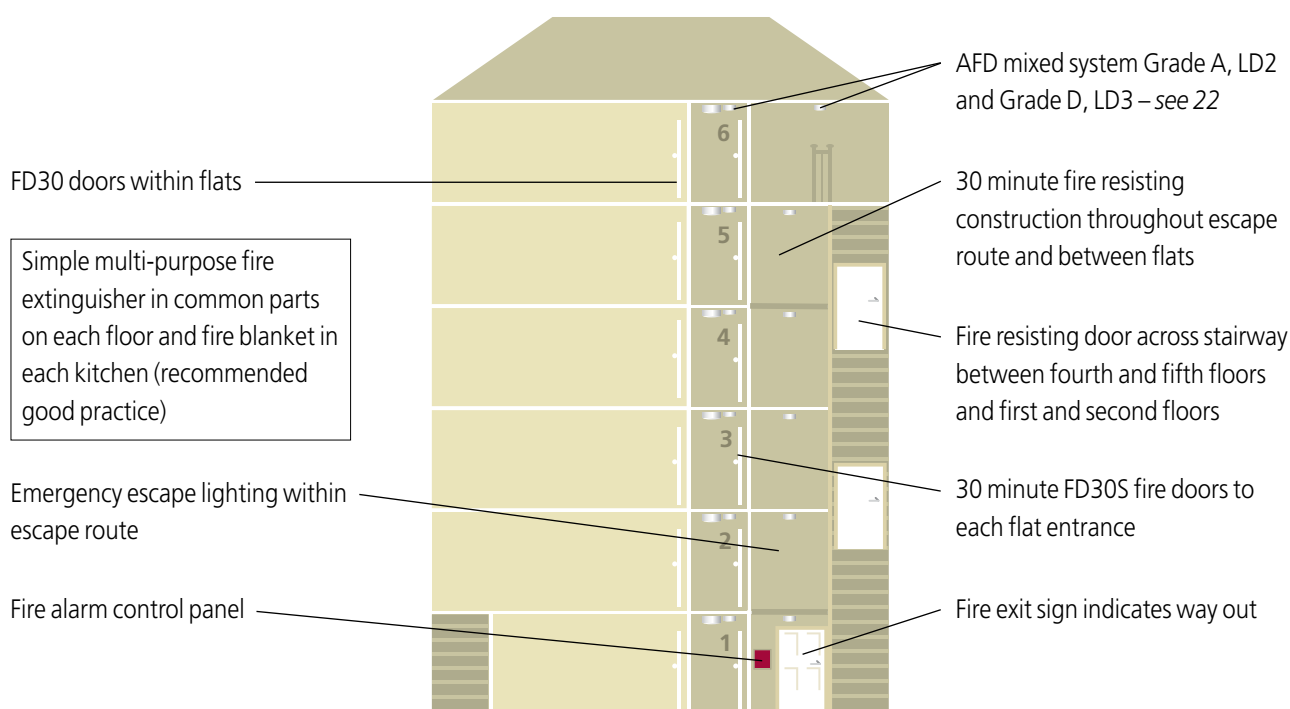 AFD mixed system Grade A, LD2
and Grade D, LD3 – see 22
FD30 doors within flats
30 minute fire resisting
construction throughout escape
route and between flats
Simple multi-purpose fire
extinguisher in common parts
on each floor and fire blanket in
each kitchen (recommended
good practice)
Fire resisting door across stairway
between fourth and fifth floors
and first and second floors
Emergency escape lighting within
escape route
30 minute FD30S fire doors to
each flat entrance
Fire alarm control panel
Fire exit sign indicates way out
6
5
4
3
2
1